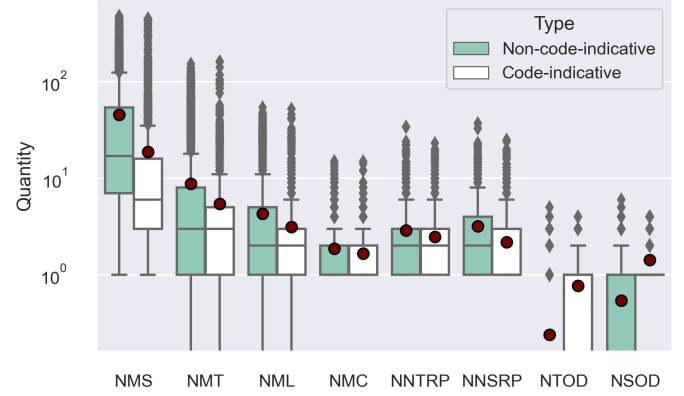 Type
Non-code-indicative
Code-indicative
Quantity
10²
10¹
10⁰
NMS NMT NML NMC NNTRP NNSRP NTOD NSOD